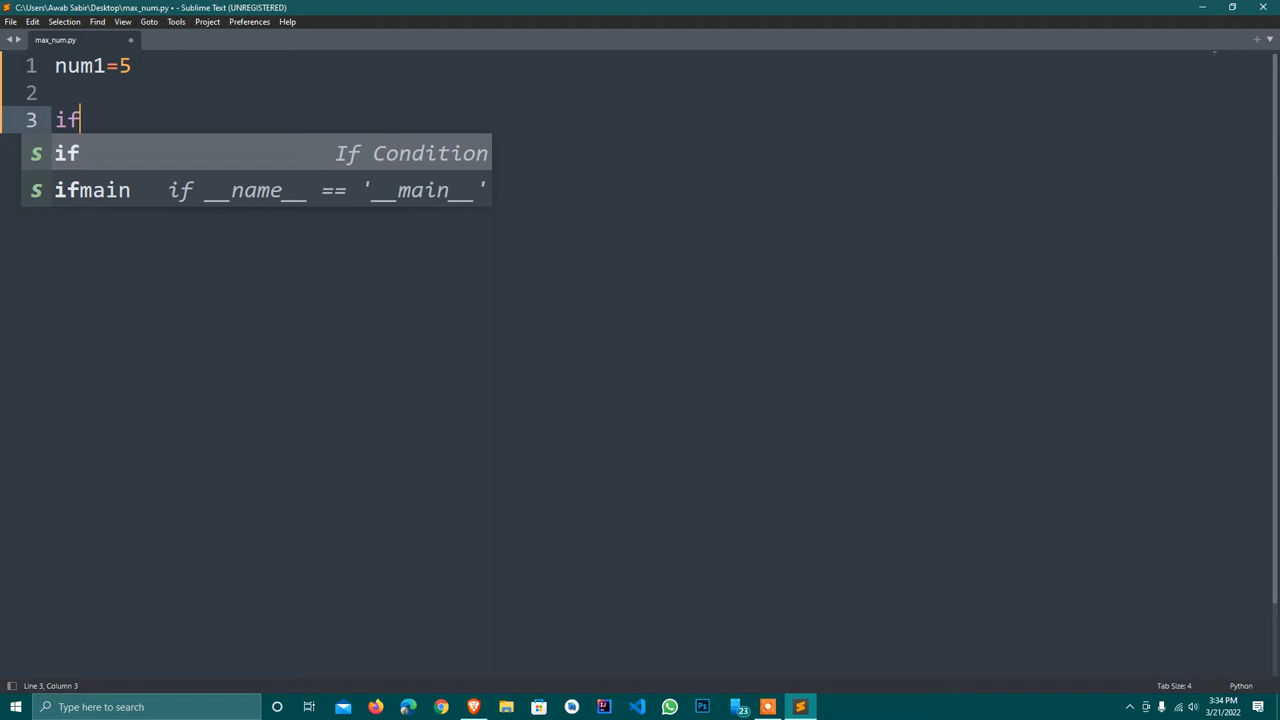 C:\Users\Awab Sabir\Desktop\max_num.py • - Sublime Text (UNREGISTERED)
File Edit Selection Find View Goto Tools Project Preferences Help
max_num.py
1 num1=5
2
3 if
s if If Condition
s ifmain if __name__ == '__main__'
Line 3, Column 3 Tab Size: 4 Python
Type here to search
23
3:34 PM
3/21/2022